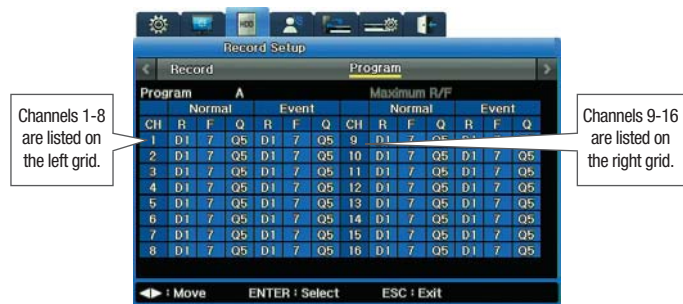 HDD
Record Setup
Record Program
Program A Maximum R/F
Normal Event Normal Event
CH R F Q R F Q CH R F Q R F Q
1 D1 7 Q5 D1 7 Q5 9 D1 7 Q5 D1 7 Q5
2 D1 7 Q5 D1 7 Q5 10 D1 7 Q5 D1 7 Q5
3 D1 7 Q5 D1 7 Q5 11 D1 7 Q5 D1 7 Q5
4 D1 7 Q5 D1 7 Q5 12 D1 7 Q5 D1 7 Q5
5 D1 7 Q5 D1 7 Q5 13 D1 7 Q5 D1 7 Q5
6 D1 7 Q5 D1 7 Q5 14 D1 7 Q5 D1 7 Q5
7 D1 7 Q5 D1 7 Q5 15 D1 7 Q5 D1 7 Q5
8 D1 7 Q5 D1 7 Q5 16 D1 7 Q5 D1 7 Q5
◀▶ : Move ENTER : Select ESC : Exit
Channels 1-8
are listed on
the left grid.
Channels 9-16
are listed on
the right grid.